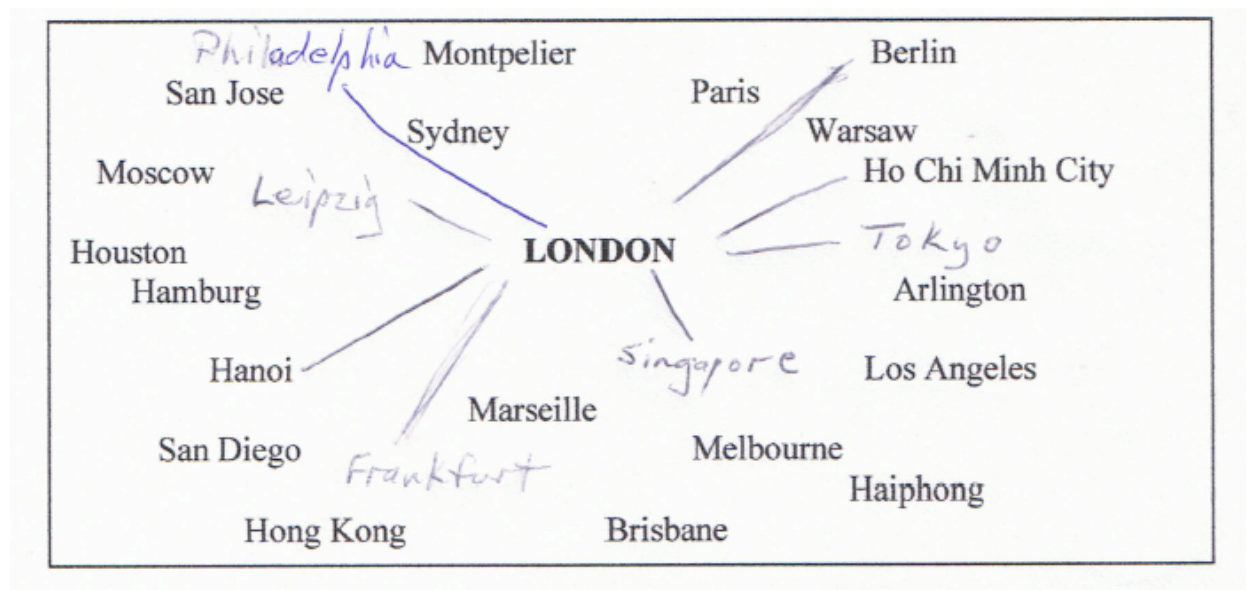 Philadelphia Montpelier Berlin
San Jose Paris
Sydney Warsaw
Moscow Ho Chi Minh City
Leipzig
Houston LONDON Tokyo
Hamburg Arlington
Hanoi Singapore Los Angeles
Marseille
San Diego Frankfurt Melbourne
Haiphong
Hong Kong Brisbane